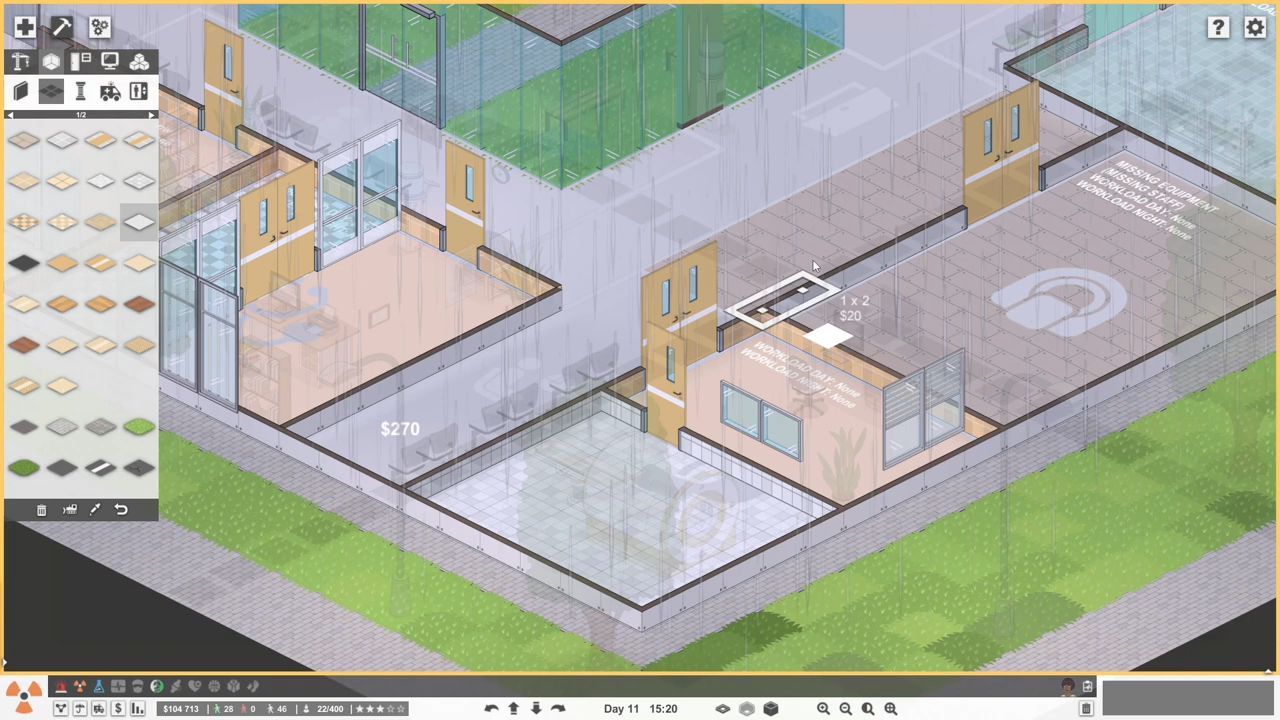 ?
1/2
MISSING EQUIPMENT
(MISSING STAFF)
WORKLOAD DAY: None
WORKLOAD NIGHT: None
1 x 2
$20
WORKLOAD DAY: None
WORKLOAD NIGHT: None
$270
$
$104 713
28
0
46
22/400
Day 11
15:20